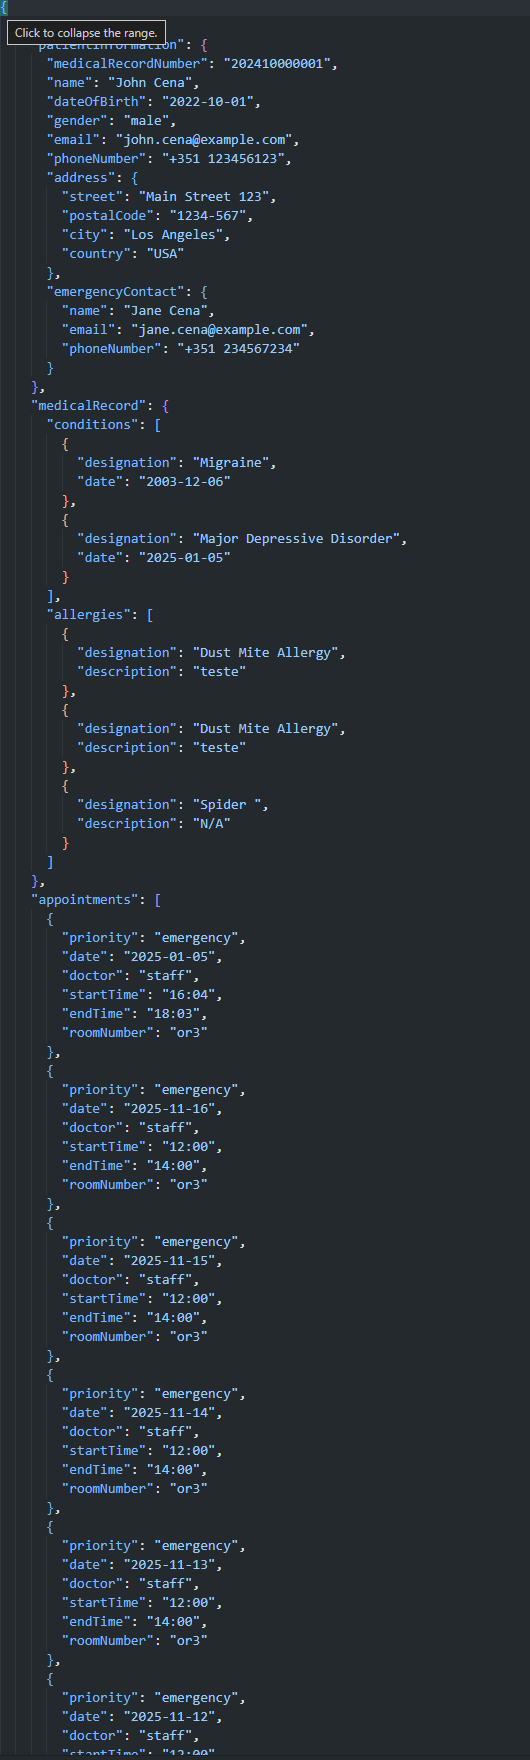 {
Click to collapse the range.
"patientInformation": {
"medicalRecordNumber": "202410000001",
"name": "John Cena",
"dateOfBirth": "2022-10-01",
"gender": "male",
"email": "john.cena@example.com",
"phoneNumber": "+351 123456123",
"address": {
"street": "Main Street 123",
"postalCode": "1234-567",
"city": "Los Angeles",
"country": "USA"
},
"emergencyContact": {
"name": "Jane Cena",
"email": "jane.cena@example.com",
"phoneNumber": "+351 234567234"
}
},
"medicalRecord": {
"conditions": [
{
"designation": "Migraine",
"date": "2003-12-06"
},
{
"designation": "Major Depressive Disorder",
"date": "2025-01-05"
}
],
"allergies": [
{
"designation": "Dust Mite Allergy",
"description": "teste"
},
{
"designation": "Dust Mite Allergy",
"description": "teste"
},
{
"designation": "Spider ",
"description": "N/A"
}
]
},
"appointments": [
{
"priority": "emergency",
"date": "2025-01-05",
"doctor": "staff",
"startTime": "16:04",
"endTime": "18:03",
"roomNumber": "or3"
},
{
"priority": "emergency",
"date": "2025-11-16",
"doctor": "staff",
"startTime": "12:00",
"endTime": "14:00",
"roomNumber": "or3"
},
{
"priority": "emergency",
"date": "2025-11-15",
"doctor": "staff",
"startTime": "12:00",
"endTime": "14:00",
"roomNumber": "or3"
},
{
"priority": "emergency",
"date": "2025-11-14",
"doctor": "staff",
"startTime": "12:00",
"endTime": "14:00",
"roomNumber": "or3"
},
{
"priority": "emergency",
"date": "2025-11-13",
"doctor": "staff",
"startTime": "12:00",
"endTime": "14:00",
"roomNumber": "or3"
},
{
"priority": "emergency",
"date": "2025-11-12",
"doctor": "staff",
"startTime": "12:00"